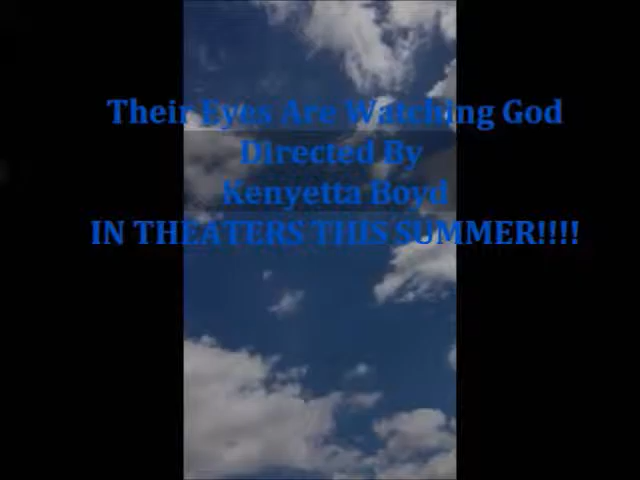 Their Eyes Are Watching God
Directed By
Kenyetta Boyd
IN THEATERS THIS SUMMER!!!!